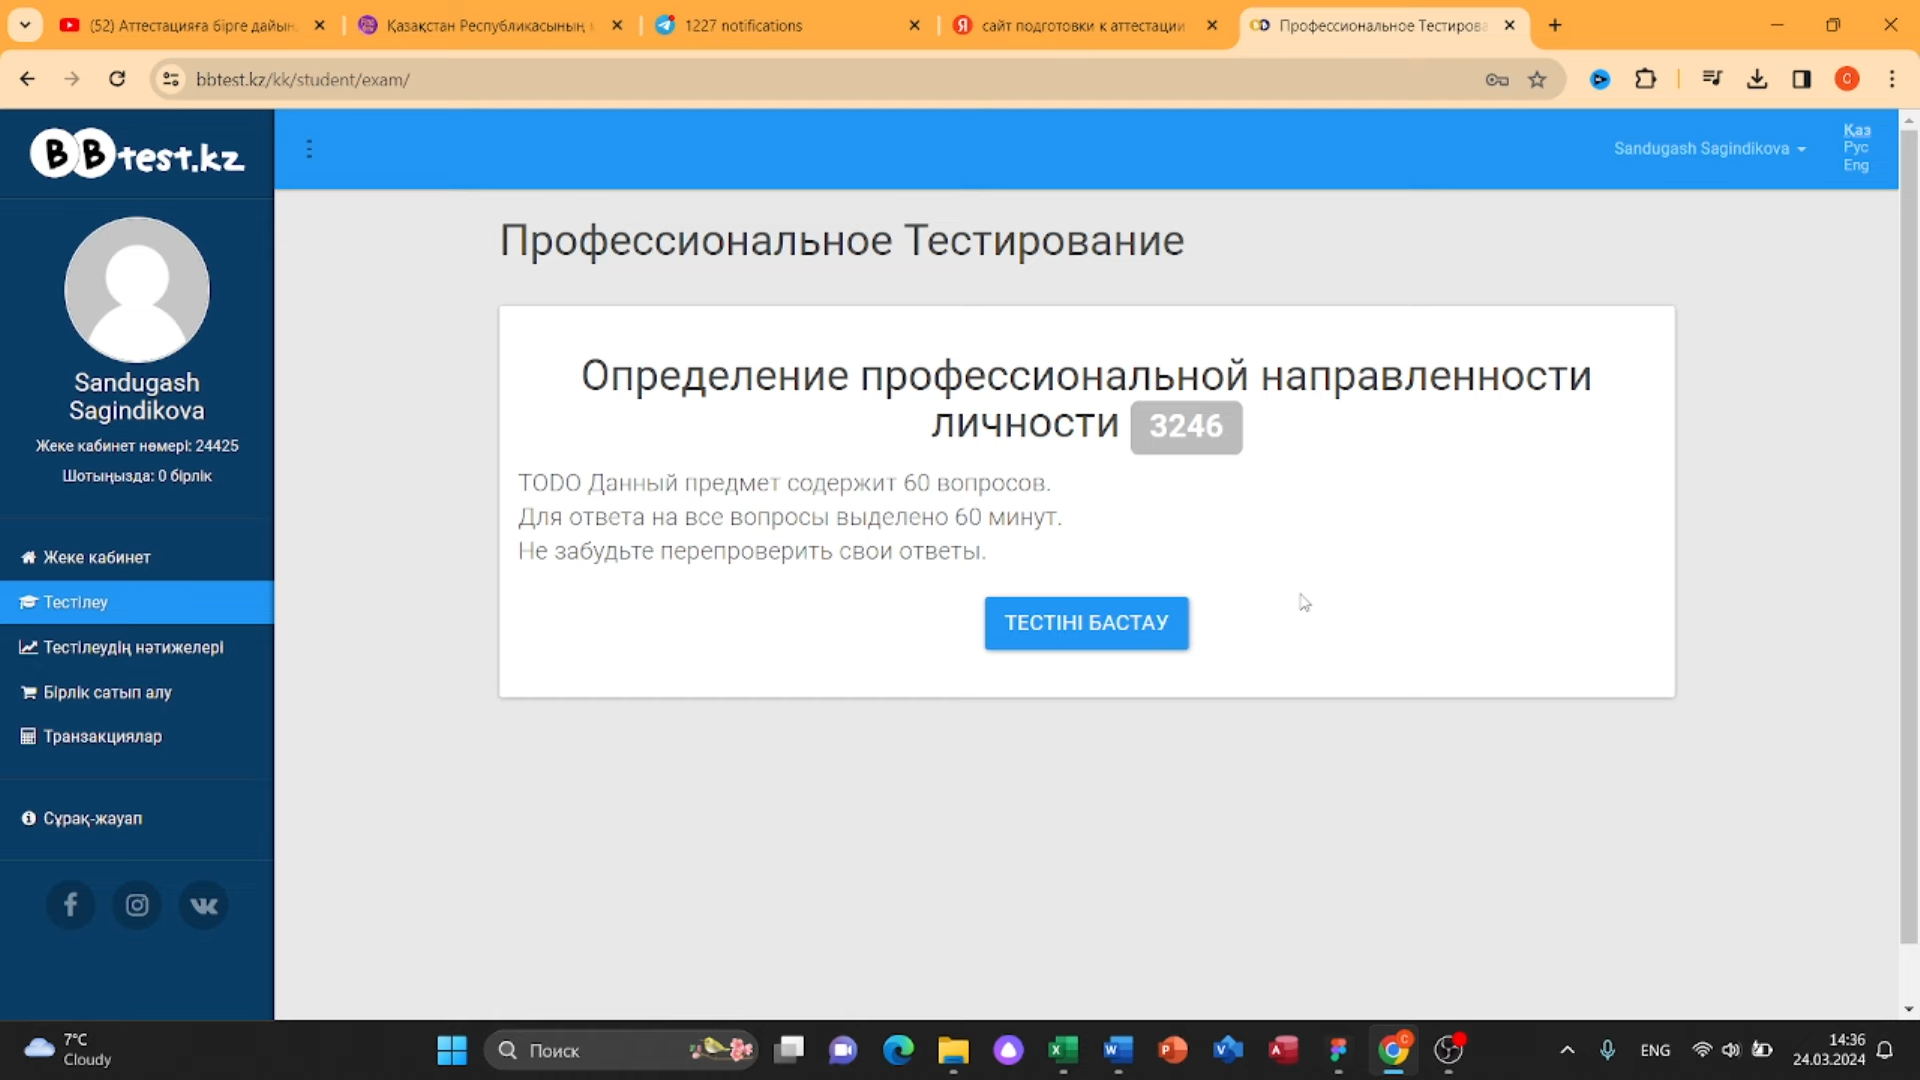 (52) Аттестацияға бірге дайын
Қазақстан Республикасының
1227 notifications
сайт подготовки к аттестации
Профессиональное Тестирова
bbtest.kz/kk/student/exam/
BBtest.kz
Sandugash Sagindikova
Қаз
Рус
Eng
Sandugash
Sagindikova
Жеке кабинет нөмері: 24425
Шотыңызда: 0 бірлік
Жеке кабинет
Тестілеу
Тестілеудің нәтижелері
Бірлік сатып алу
Транзакциялар
Сұрақ-жауап
Профессиональное Тестирование
Определение профессиональной направленности
личности 3246
TODO Данный предмет содержит 60 вопросов.
Для ответа на все вопросы выделено 60 минут.
Не забудьте перепроверить свои ответы.
ТЕСТІНІ БАСТАУ
7°C
Cloudy
Поиск
ENG
14:36
24.03.2024